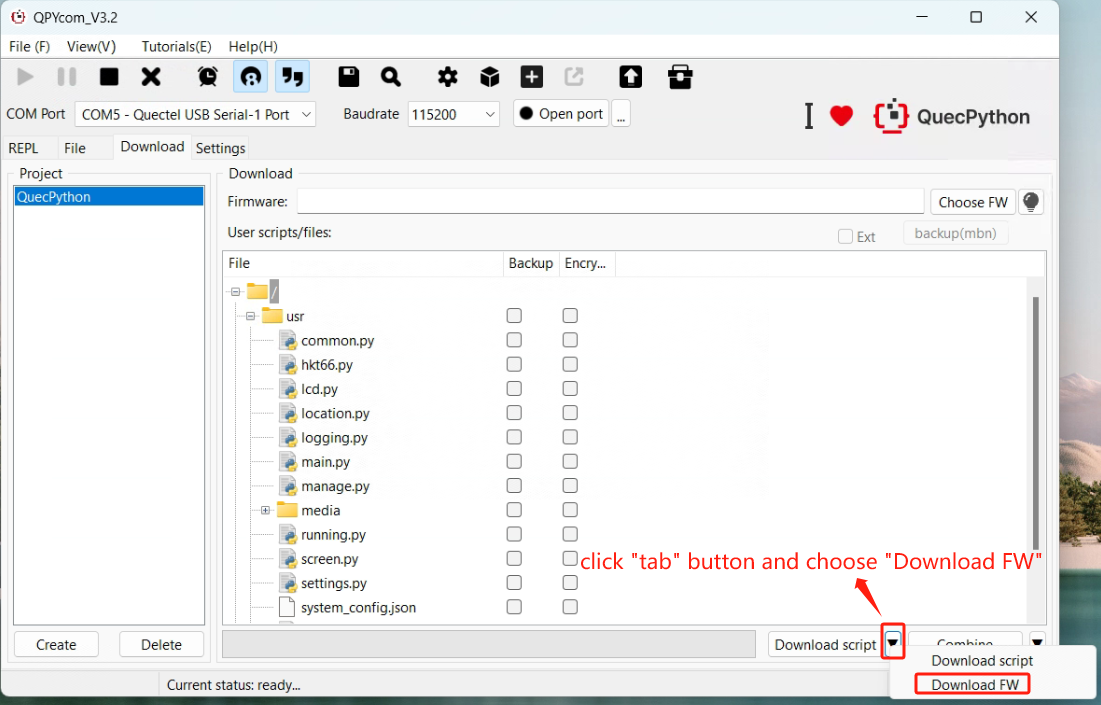 QPYcom_V3.2
File (F) View(V) Tutorials(E) Help(H)
COM Port COM5 - Quectel USB Serial-1 Port Baudrate 115200 Open port ... I QuecPython
REPL File Download Settings
Project Download
QuecPython
Firmware: Choose FW
User scripts/files: Ext backup(mbn)
File Backup Encry...
/
usr
common.py
hkt66.py
lcd.py
location.py
logging.py
main.py
manage.py
media
running.py
screen.py
click "tab" button and choose "Download FW"
settings.py
system_config.json
Create Delete Download script Combine
Download script
Current status: ready... Download FW